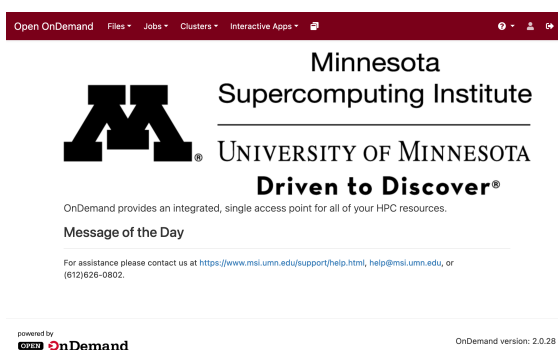 Open OnDemand Files Jobs Clusters Interactive Apps
Minnesota
Supercomputing Institute
M®
UNIVERSITY OF MINNESOTA
Driven to Discover®
OnDemand provides an integrated, single access point for all of your HPC resources.
Message of the Day
For assistance please contact us at https://www.msi.umn.edu/support/help.html, help@msi.umn.edu, or
(612)626-0802.
powered by
OPEN OnDemand
OnDemand version: 2.0.28